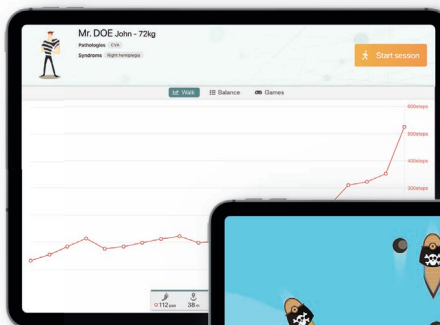 Mr. DOE John - 72kg
Pathologies CVA
Syndroms Right hemiplegia
Start session
Walk Balance Games
600steps
500steps
400steps
300steps
112 pas 38 m